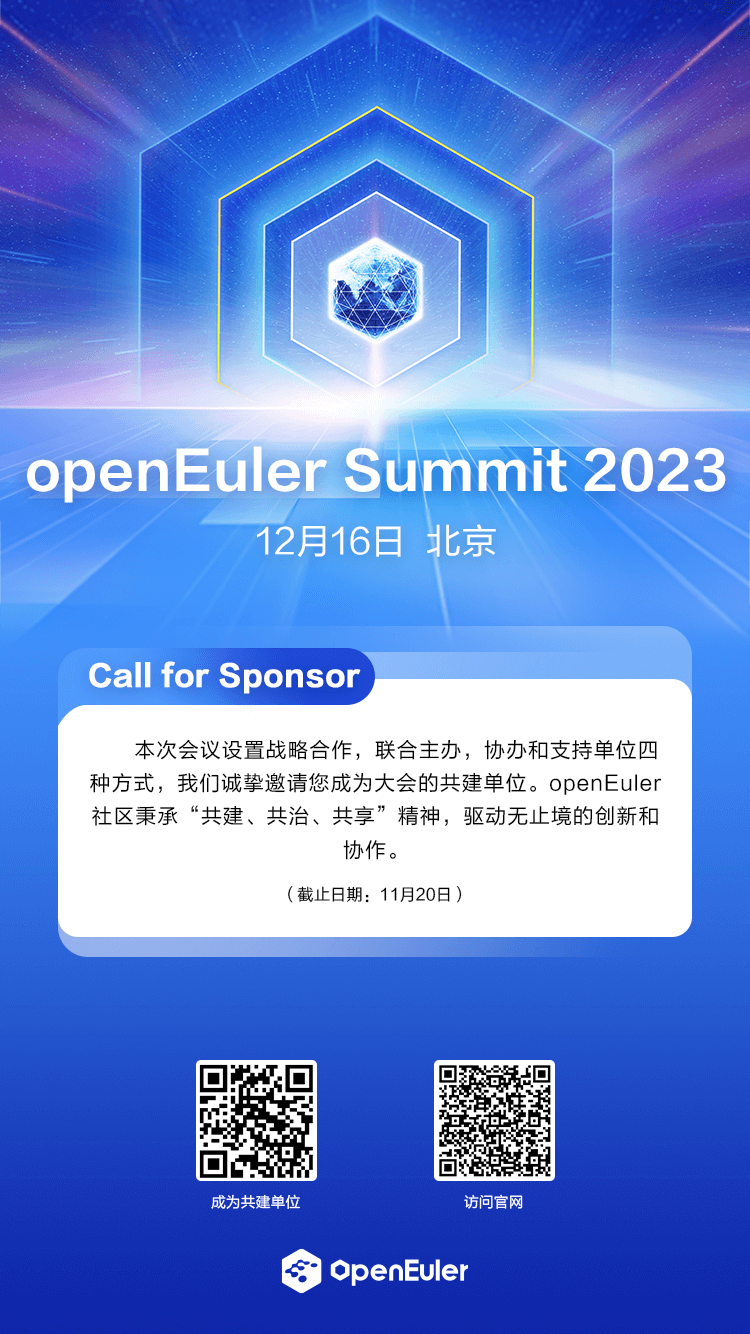 openEuler Summit 2023
12月16日 北京
Call for Sponsor
本次会议设置战略合作，联合主办，协办和支持单位四
种方式，我们诚挚邀请您成为大会的共建单位。openEuler
社区秉承“共建、共治、共享”精神，驱动无止境的创新和
协作。
（截止日期：11月20日）
成为共建单位
访问官网
OpenEuler